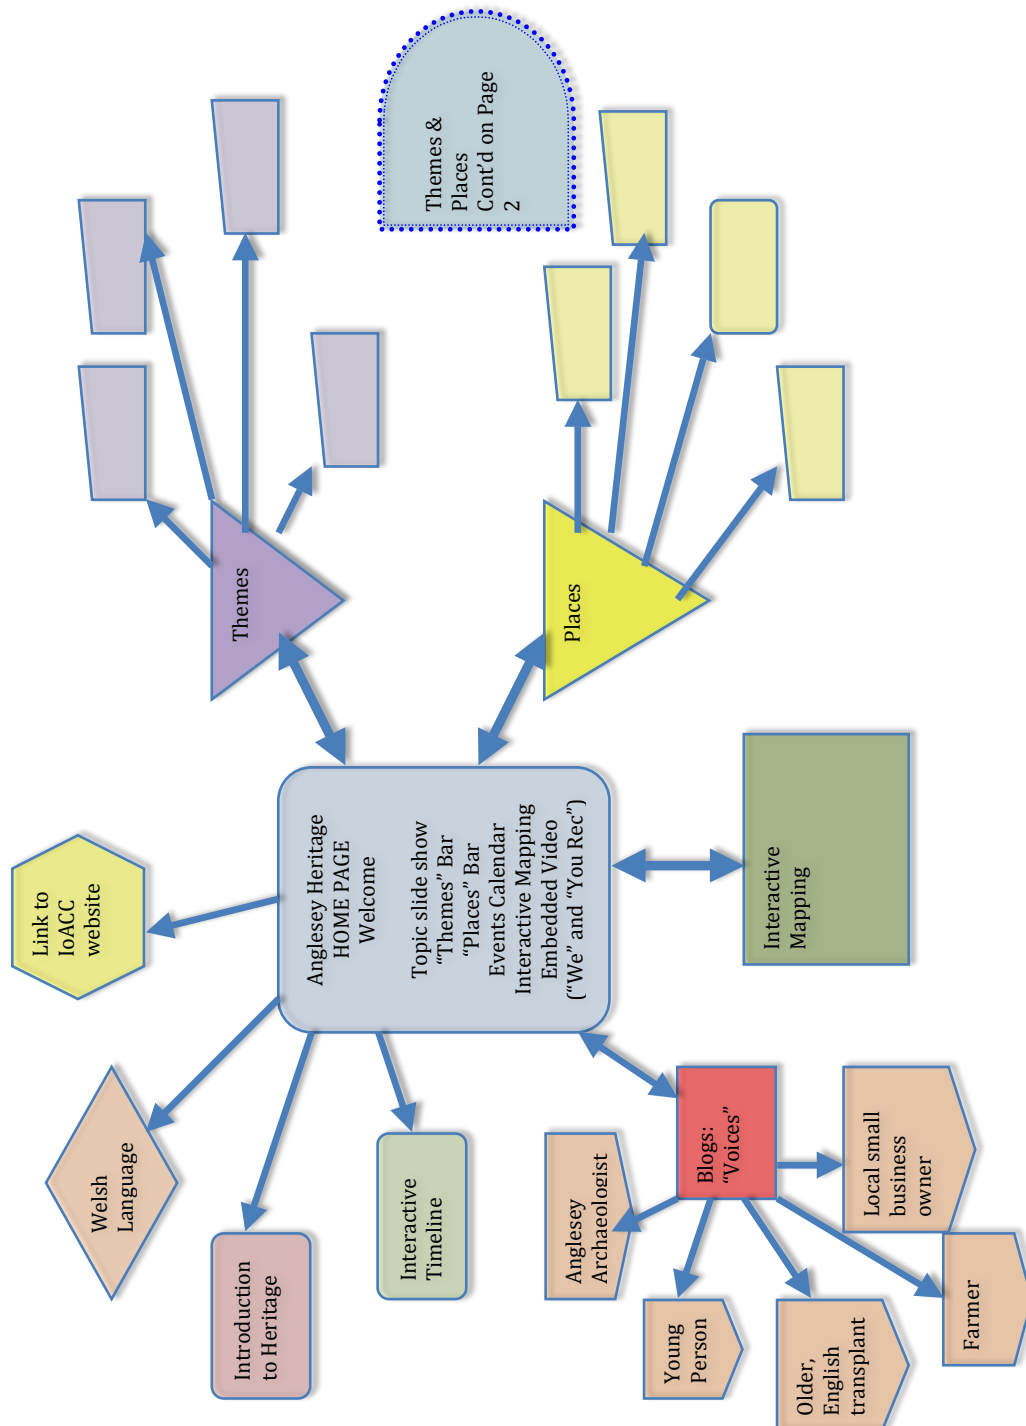 Welsh
Language
Link to
IoACC
website
Introduction
to Heritage
Interactive
Timeline
Anglesey Heritage
HOME PAGE
Welcome
Topic slide show
“Themes” Bar
“Places” Bar
Events Calendar
Interactive Mapping
Embedded Video
(“We” and “You Rec”)
Themes
Themes &
Places
Cont’d on Page
2
Places
Interactive
Mapping
Blogs:
“Voices”
Anglesey
Archaeologist
Young
Person
Older,
English
transplant
Farmer
Local small
business
owner